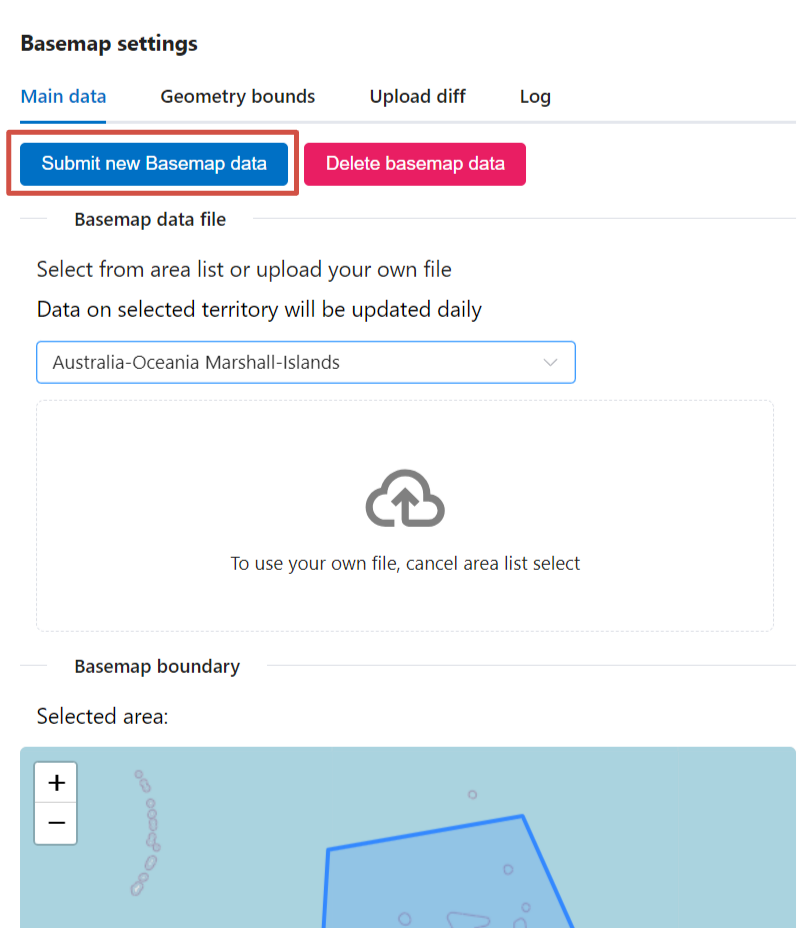 Basemap settings
Main data Geometry bounds Upload diff Log
Submit new Basemap data Delete basemap data
Basemap data file
Select from area list or upload your own file
Data on selected territory will be updated daily
Australia-Oceania Marshall-Islands
To use your own file, cancel area list select
Basemap boundary
Selected area:
+
−